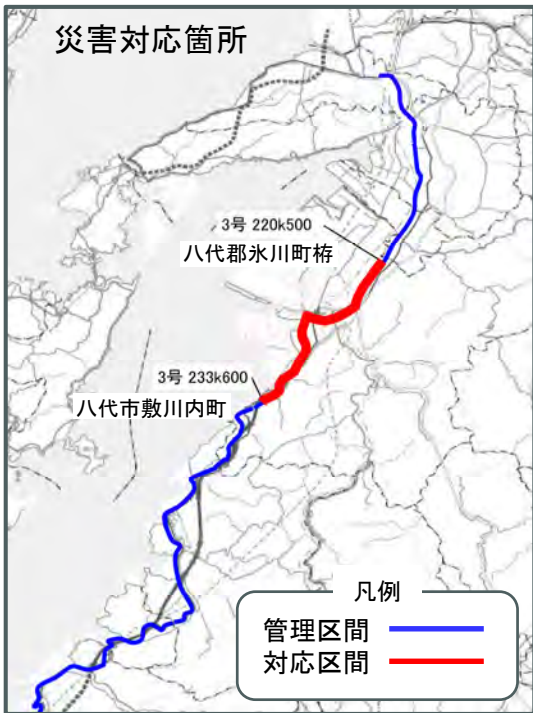 災害対応箇所
3号 220k500
八代郡氷川町栫
3号 233k600
八代市敷川内町
凡例
管理区間
対応区間